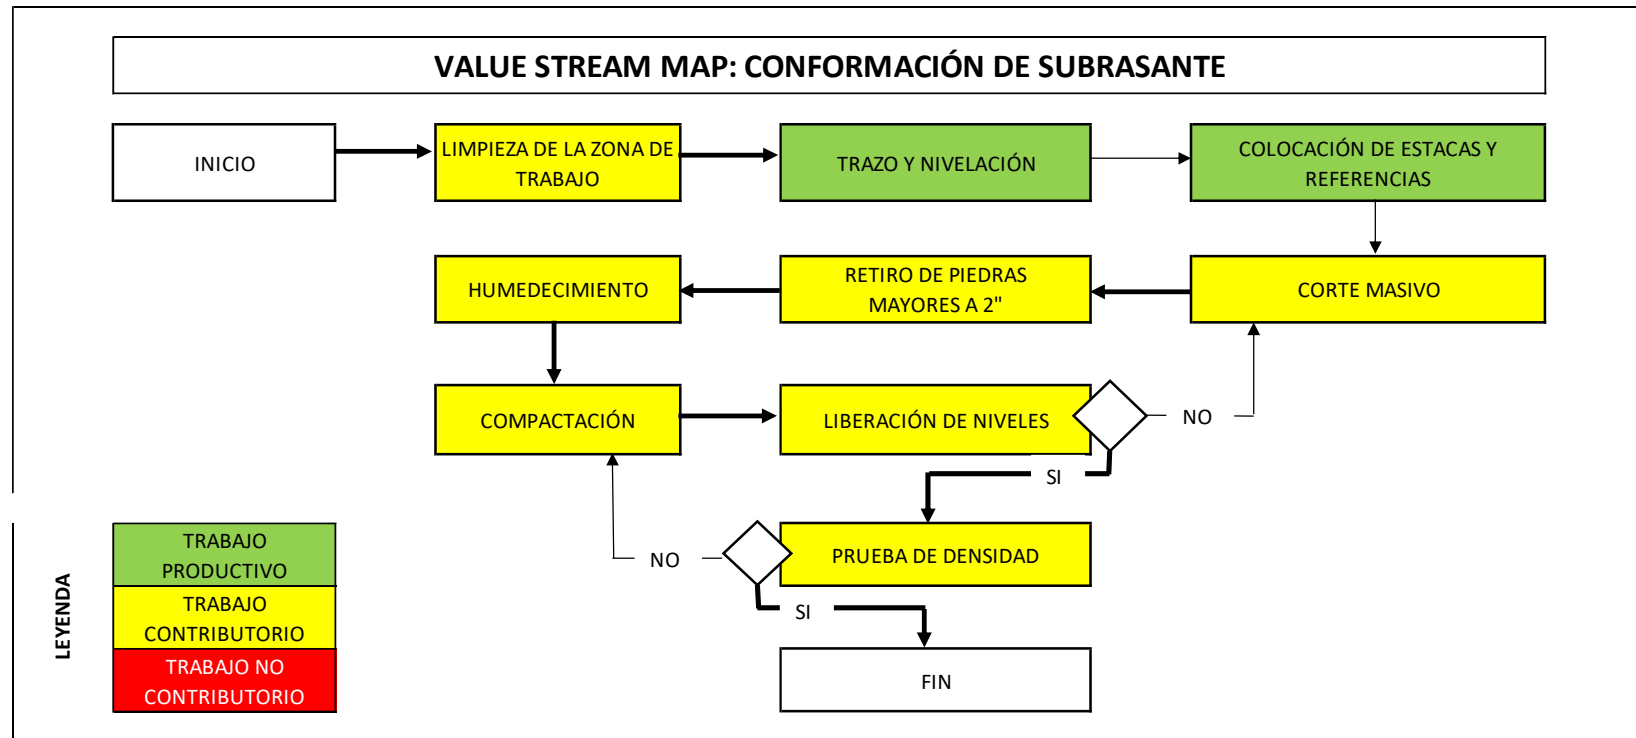 VALUE STREAM MAP: CONFORMACIÓN DE SUBRASANTE
INICIO
LIMPIEZA DE LA ZONA DE
TRABAJO
TRAZO Y NIVELACIÓN
COLOCACIÓN DE ESTACAS Y
REFERENCIAS
HUMEDECIMIENTO
RETIRO DE PIEDRAS
MAYORES A 2"
CORTE MASIVO
COMPACTACIÓN
LIBERACIÓN DE NIVELES
NO
SI
NO
PRUEBA DE DENSIDAD
SI
FIN
LEYENDA
TRABAJO
PRODUCTIVO
TRABAJO
CONTRIBUTORIO
TRABAJO NO
CONTRIBUTORIO